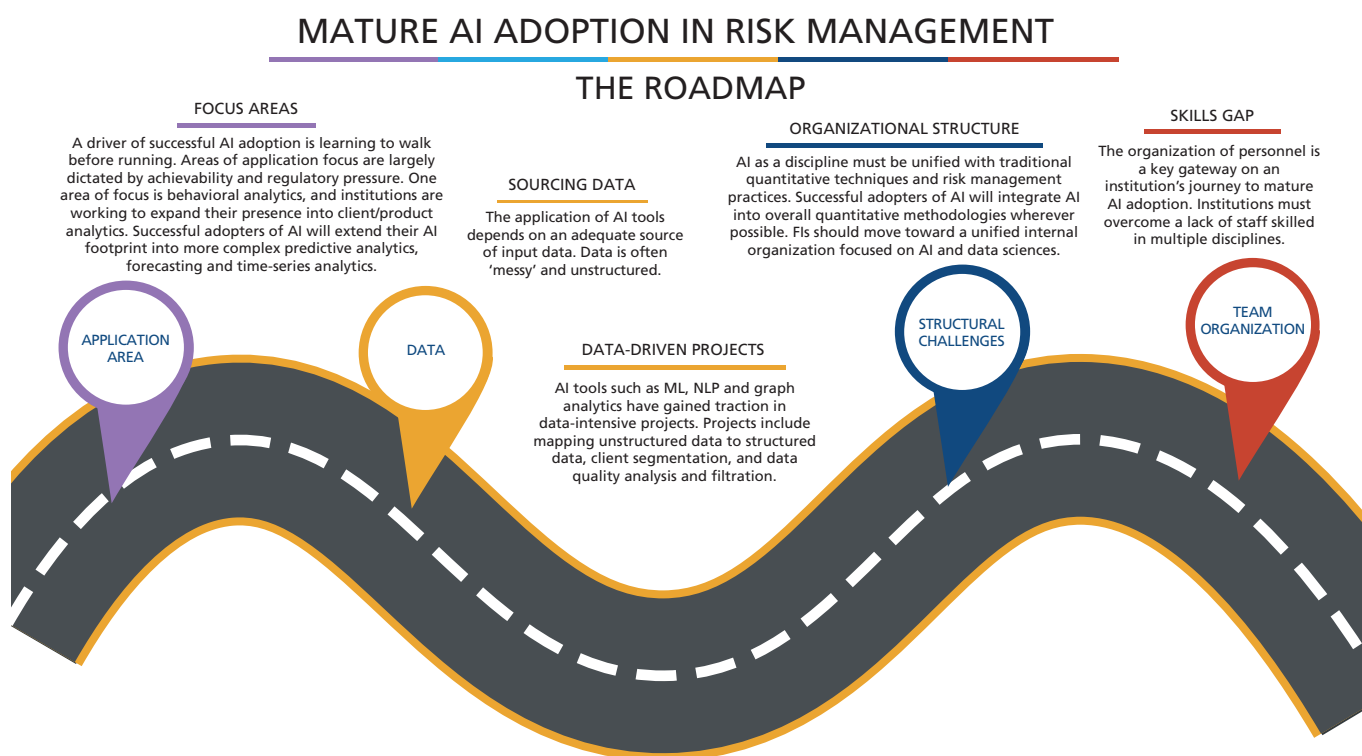 MATURE AI ADOPTION IN RISK MANAGEMENT
THE ROADMAP
FOCUS AREAS
A driver of successful AI adoption is learning to walk
before running. Areas of application focus are largely
dictated by achievability and regulatory pressure. One
area of focus is behavioral analytics, and institutions are
working to expand their presence into client/product
analytics. Successful adopters of AI will extend their AI
footprint into more complex predictive analytics,
forecasting and time-series analytics.
APPLICATION
AREA
SOURCING DATA
The application of AI tools
depends on an adequate source
of input data. Data is often
‘messy’ and unstructured.
DATA
DATA-DRIVEN PROJECTS
AI tools such as ML, NLP and graph
analytics have gained traction in
data-intensive projects. Projects include
mapping unstructured data to structured
data, client segmentation, and data
quality analysis and filtration.
ORGANIZATIONAL STRUCTURE
AI as a discipline must be unified with traditional
quantitative techniques and risk management
practices. Successful adopters of AI will integrate AI
into overall quantitative methodologies wherever
possible. FIs should move toward a unified internal
organization focused on AI and data sciences.
STRUCTURAL
CHALLENGES
SKILLS GAP
The organization of personnel is
a key gateway on an
institution’s journey to mature
AI adoption. Institutions must
overcome a lack of staff skilled
in multiple disciplines.
TEAM
ORGANIZATION